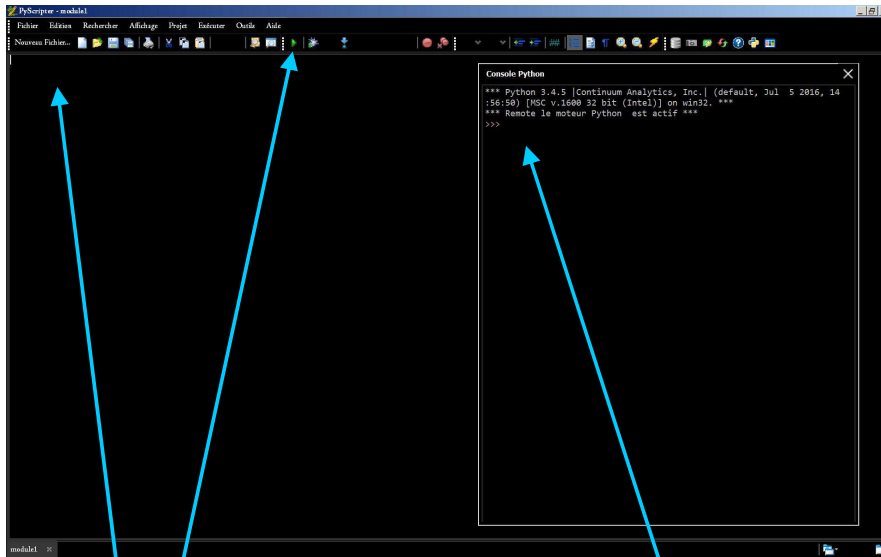 PyScripter - module1
Fichier Edition Rechercher Affichage Projet Exécuter Outils Aide
Nouveau Fichier...
Console Python
*** Python 3.4.5 |Continuum Analytics, Inc.| (default, Jul  5 2016, 14
:56:50) [MSC v.1600 32 bit (Intel)] on win32. ***
*** Remote le moteur Python  est actif ***
>>>
module1